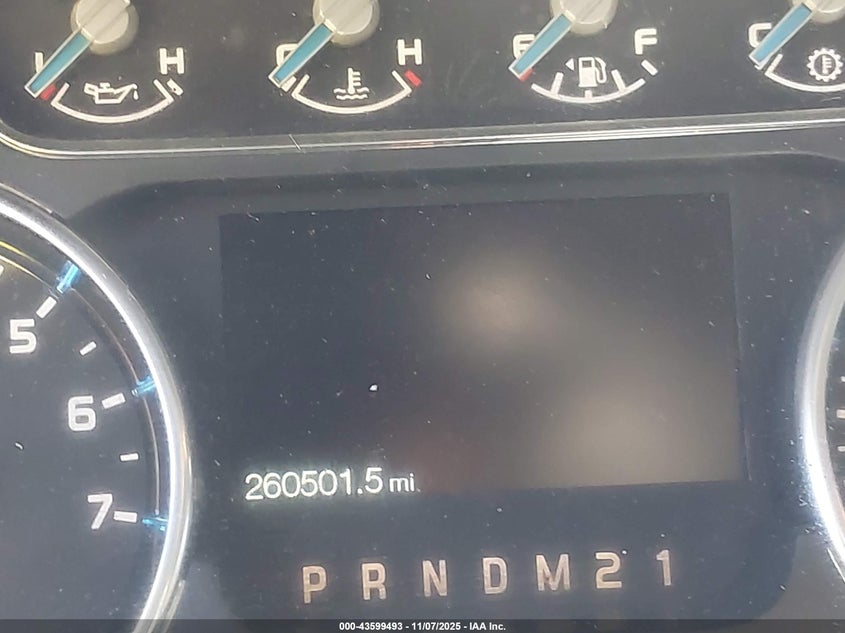 L H C H E F C
5
6
7
260501.5 mi
P R N D M 2 1
000-43599493 - 11/07/2025 - IAA Inc.